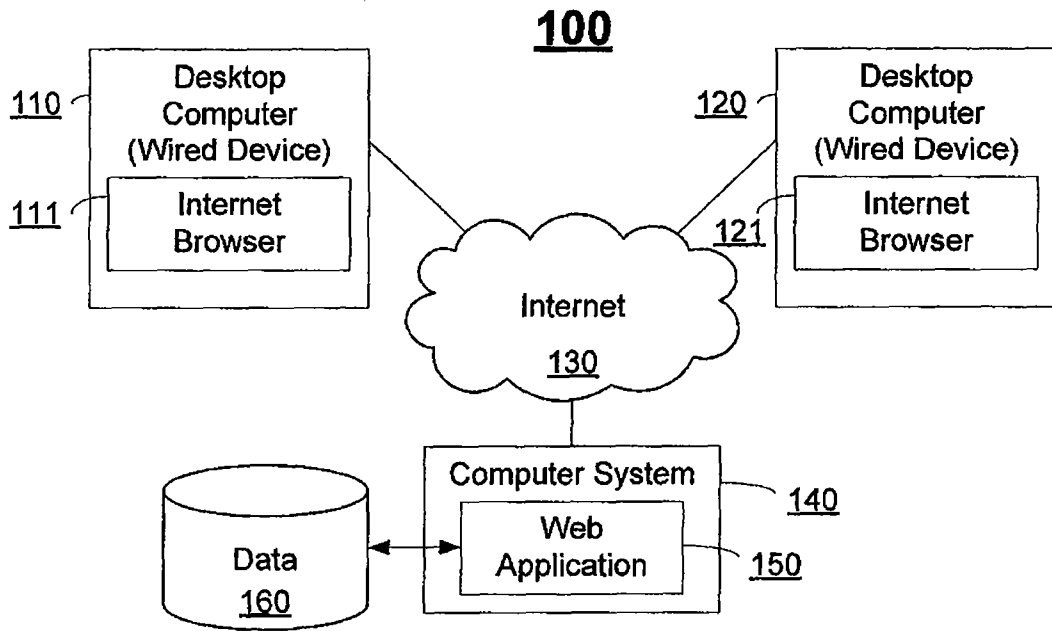 100
110
Desktop
Computer
(Wired Device)
111
Internet
Browser
120
Desktop
Computer
(Wired Device)
121
Internet
Browser
Internet
130
Computer System
140
Web
Application
150
Data
160